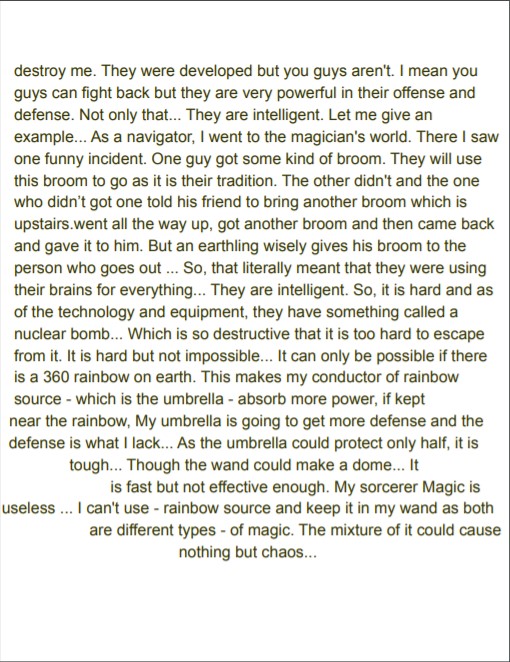 destroy me. They were developed but you guys aren't. I mean you
guys can fight back but they are very powerful in their offense and
defense. Not only that... They are intelligent. Let me give an
example... As a navigator, I went to the magician's world. There I saw
one funny incident. One guy got some kind of broom. They will use
this broom to go as it is their tradition. The other didn't and the one
who didn’t got one told his friend to bring another broom which is
upstairs.went all the way up, got another broom and then came back
and gave it to him. But an earthling wisely gives his broom to the
person who goes out ... So, that literally meant that they were using
their brains for everything... They are intelligent. So, it is hard and as
of the technology and equipment, they have something called a
nuclear bomb... Which is so destructive that it is too hard to escape
from it. It is hard but not impossible... It can only be possible if there
is a 360 rainbow on earth. This makes my conductor of rainbow
source - which is the umbrella - absorb more power, if kept
near the rainbow, My umbrella is going to get more defense and the
defense is what I lack... As the umbrella could protect only half, it is
tough... Though the wand could make a dome... It
is fast but not effective enough. My sorcerer Magic is
useless ... I can't use - rainbow source and keep it in my wand as both
are different types - of magic. The mixture of it could cause
nothing but chaos...